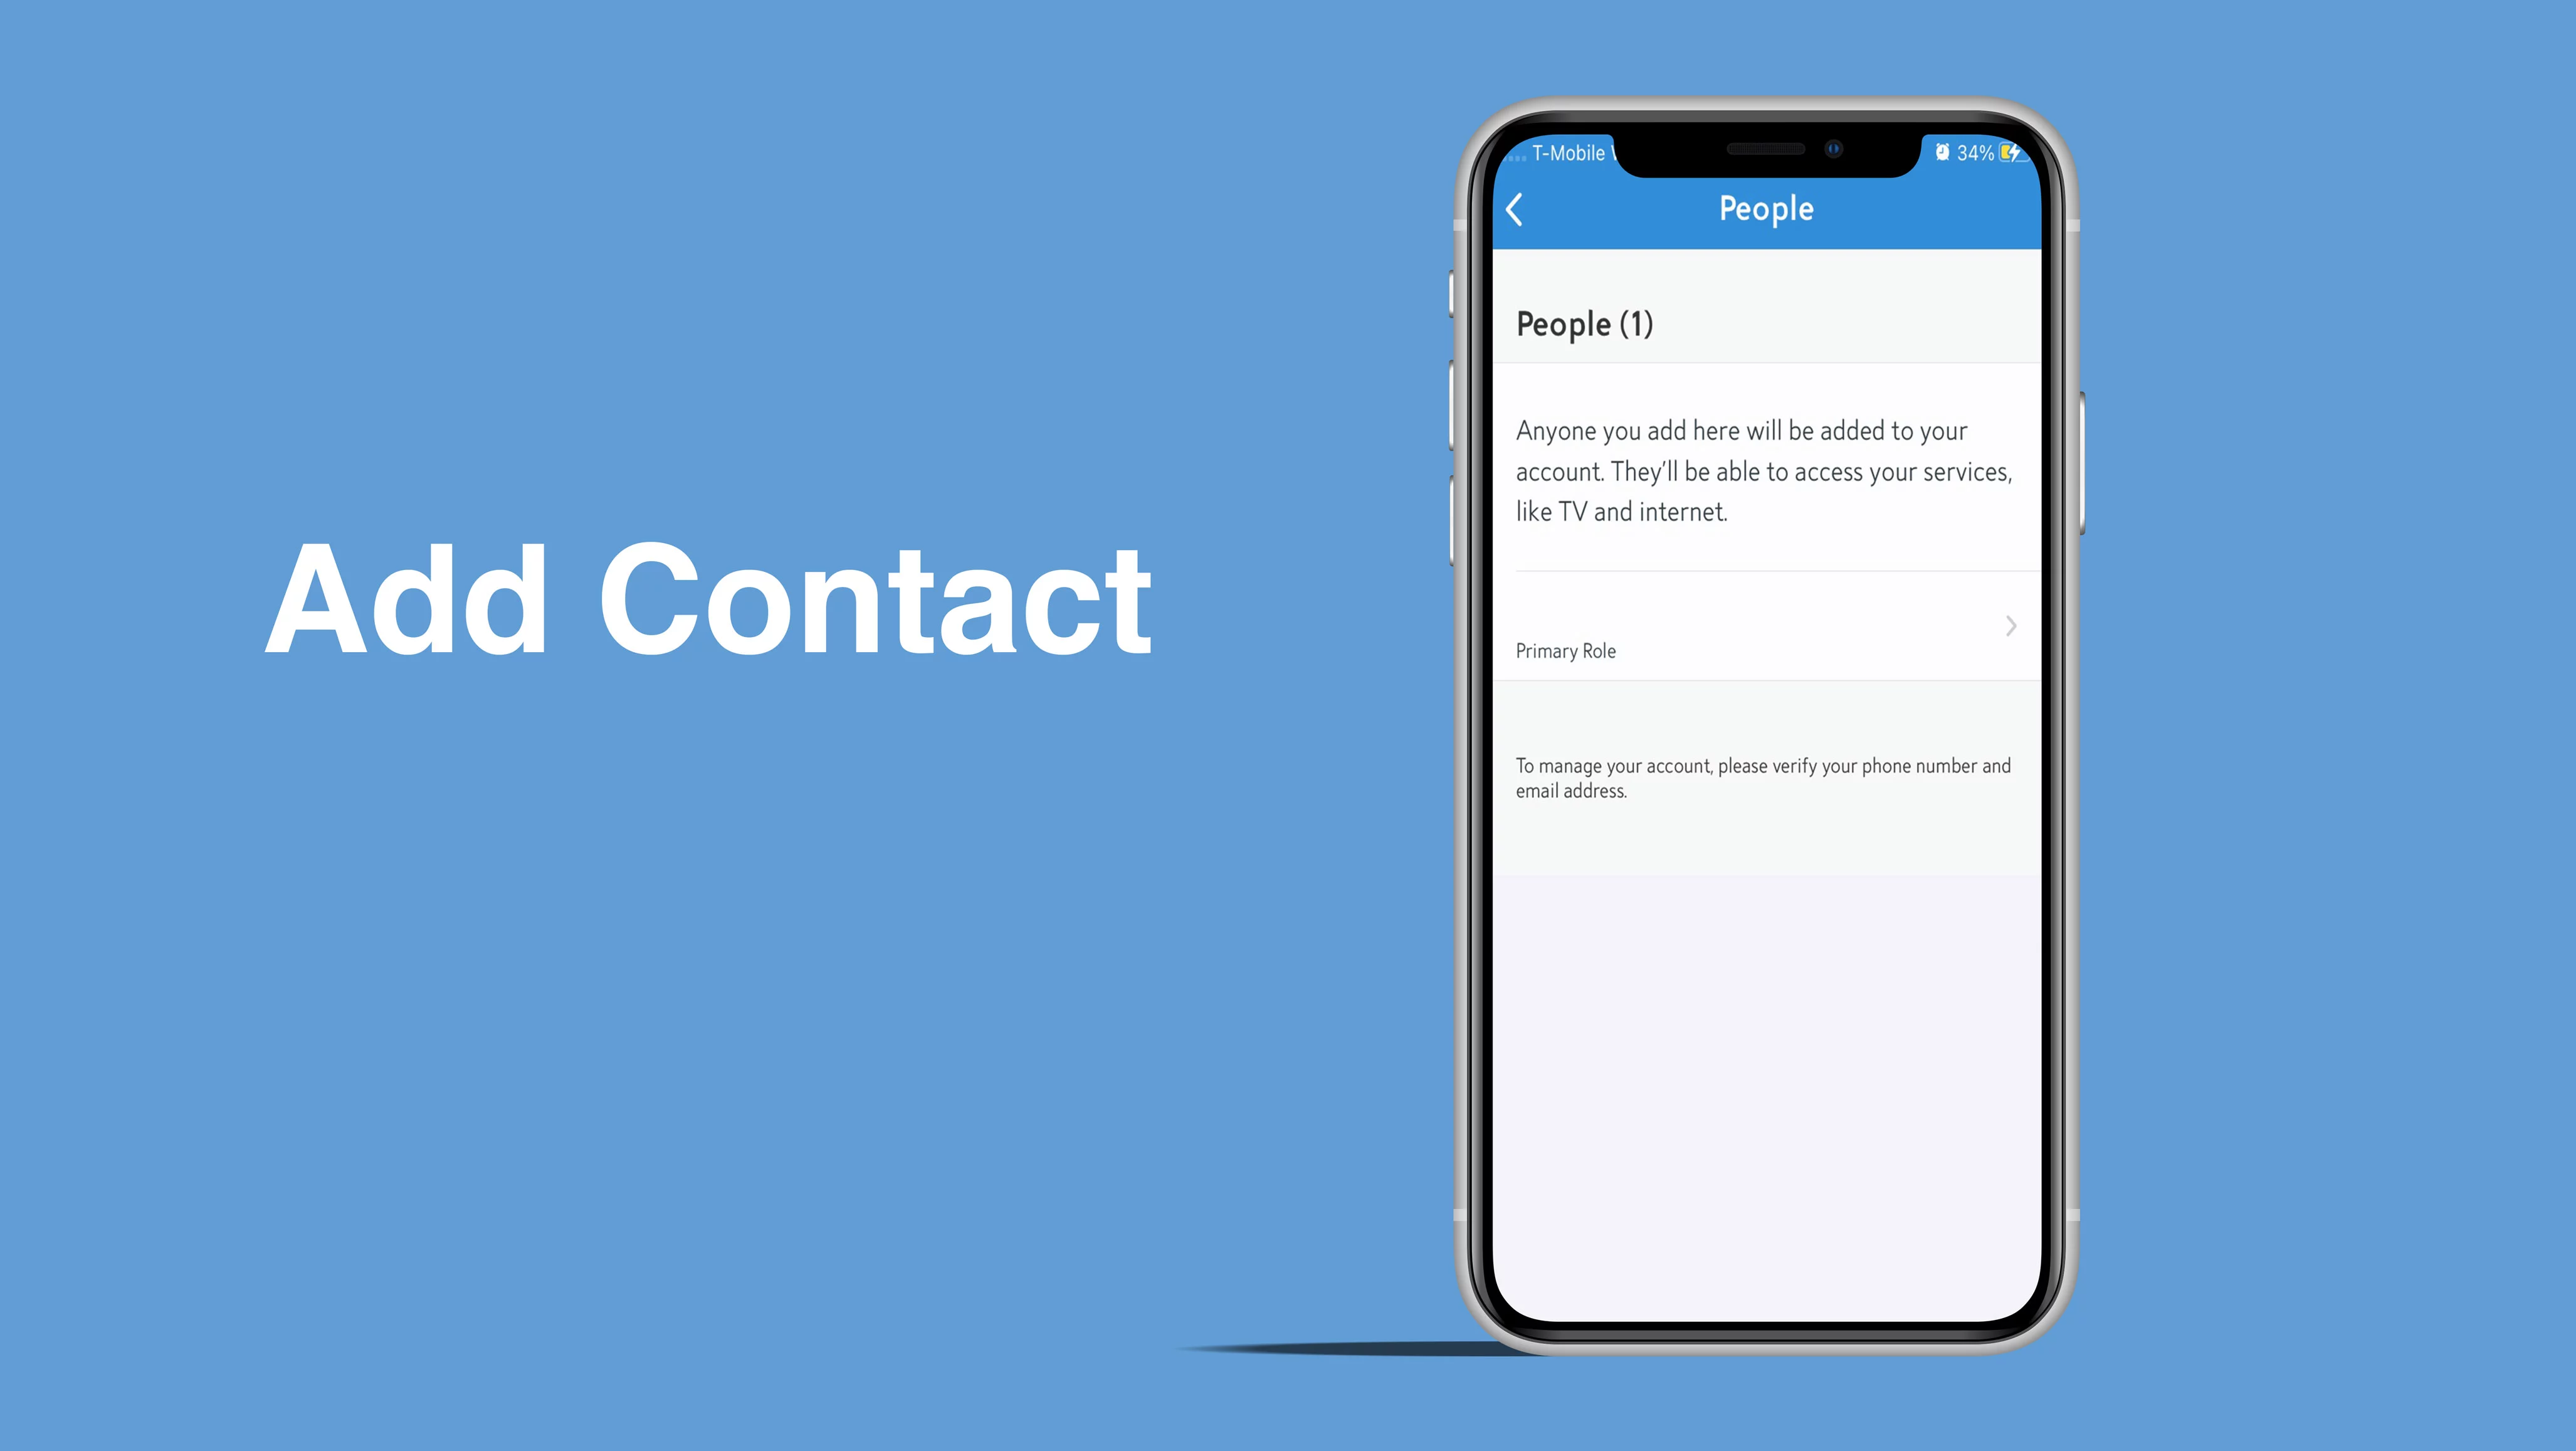 Add Contact
T-Mobile
34%
People
People (1)
Anyone you add here will be added to your
account. They'll be able to access your services,
like TV and internet.
Primary Role
To manage your account, please verify your phone number and
email address.